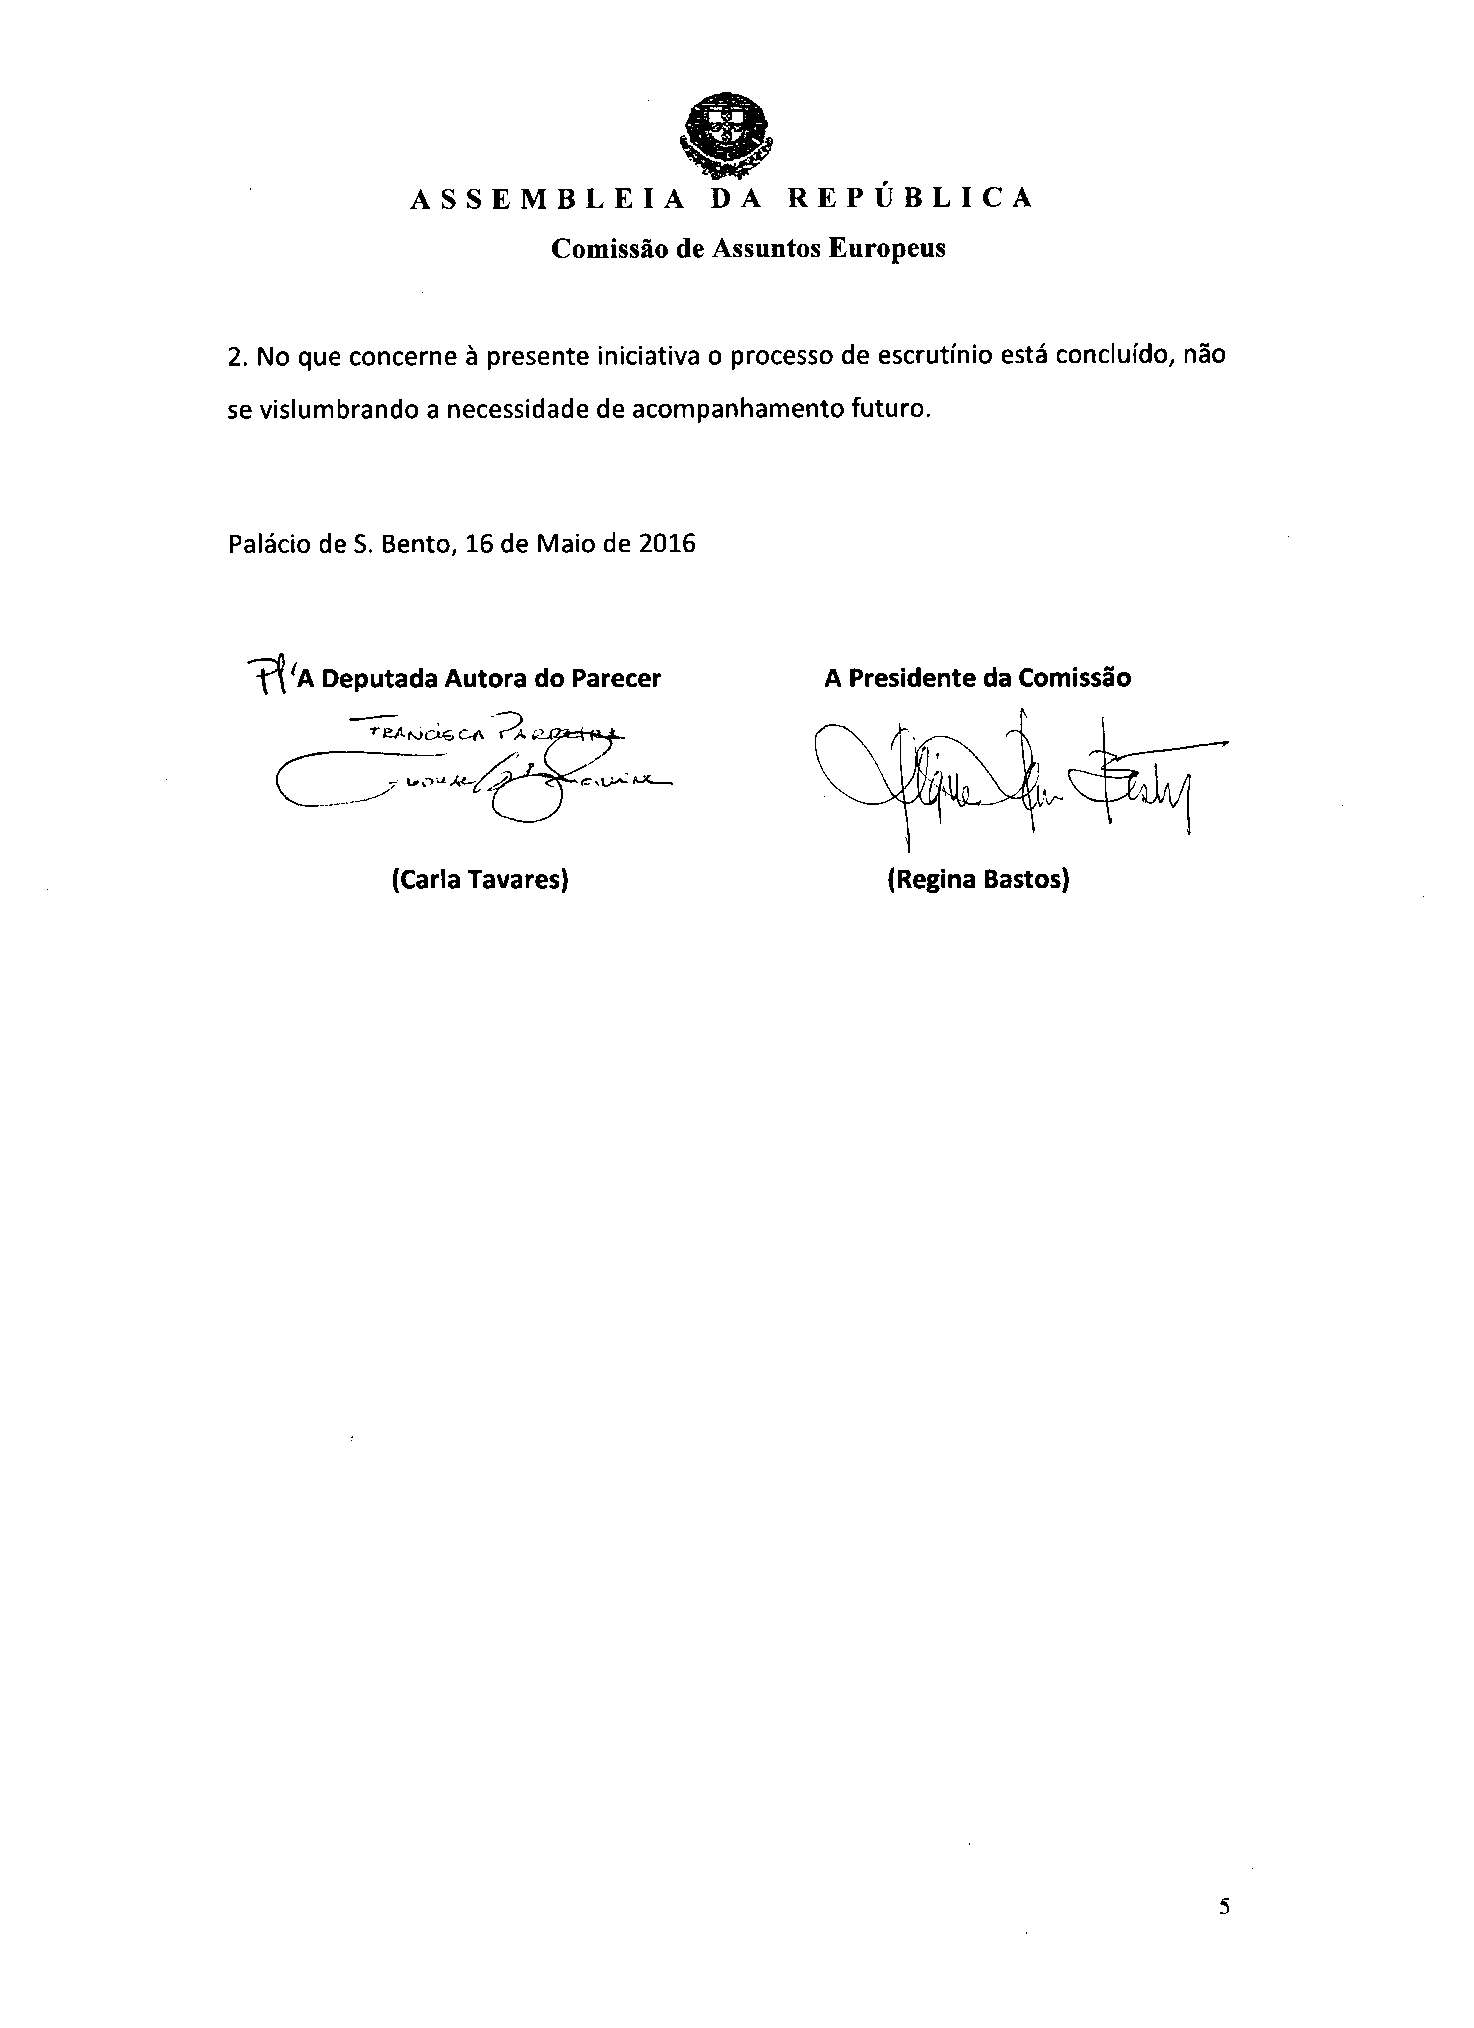 ASSEMBLEIA DA REPÚBLICA
Comissão de Assuntos Europeus
2. No que concerne à presente iniciativa o processo de escrutínio está concluído, não
se vislumbrando a necessidade de acompanhamento futuro.
Palácio de S. Bento, 16 de Maio de 2016
P'A Deputada Autora do Parecer
A Presidente da Comissão
FRANCISCA PARREIRA
(Carla Tavares)
(Regina Bastos)
5